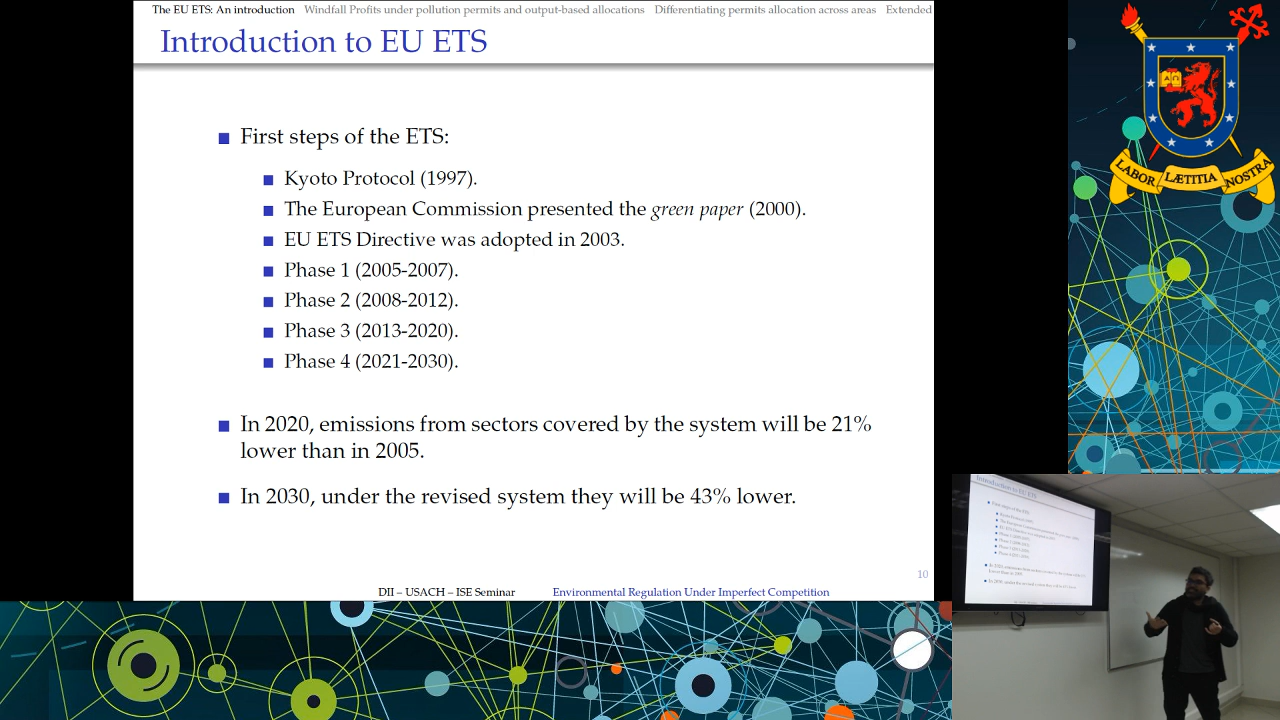 The EU ETS: An introduction Windfall Profits under pollution permits and output-based allocations Differentiating permits allocation across areas Extended
Introduction to EU ETS
First steps of the ETS:
Kyoto Protocol (1997).
The European Commission presented the green paper (2000).
EU ETS Directive was adopted in 2003.
Phase 1 (2005-2007).
Phase 2 (2008-2012).
Phase 3 (2013-2020).
Phase 4 (2021-2030).
In 2020, emissions from sectors covered by the system will be 21%
lower than in 2005.
In 2030, under the revised system they will be 43% lower.
10
DII – USACH – ISE Seminar Environmental Regulation Under Imperfect Competition
LABOR LÆTITIA NOSTRA
Introduction to EU ETS